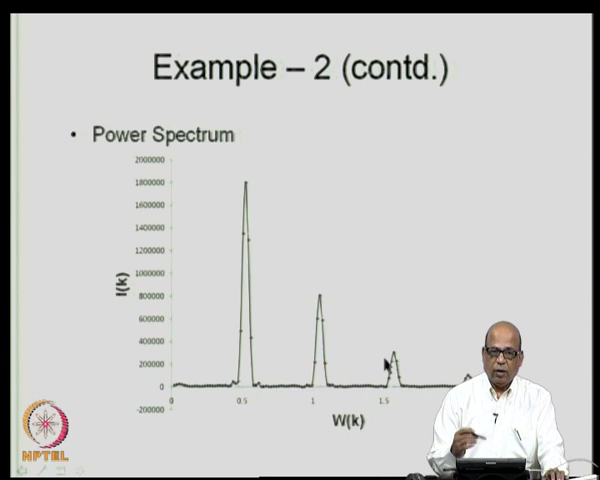 Example – 2 (contd.)
• Power Spectrum
2000000
1800000
1600000
1400000
1200000
1000000
800000
600000
400000
200000
0
-200000
I(k)
0 0.5 1 1.5
W(k)
NPTEL